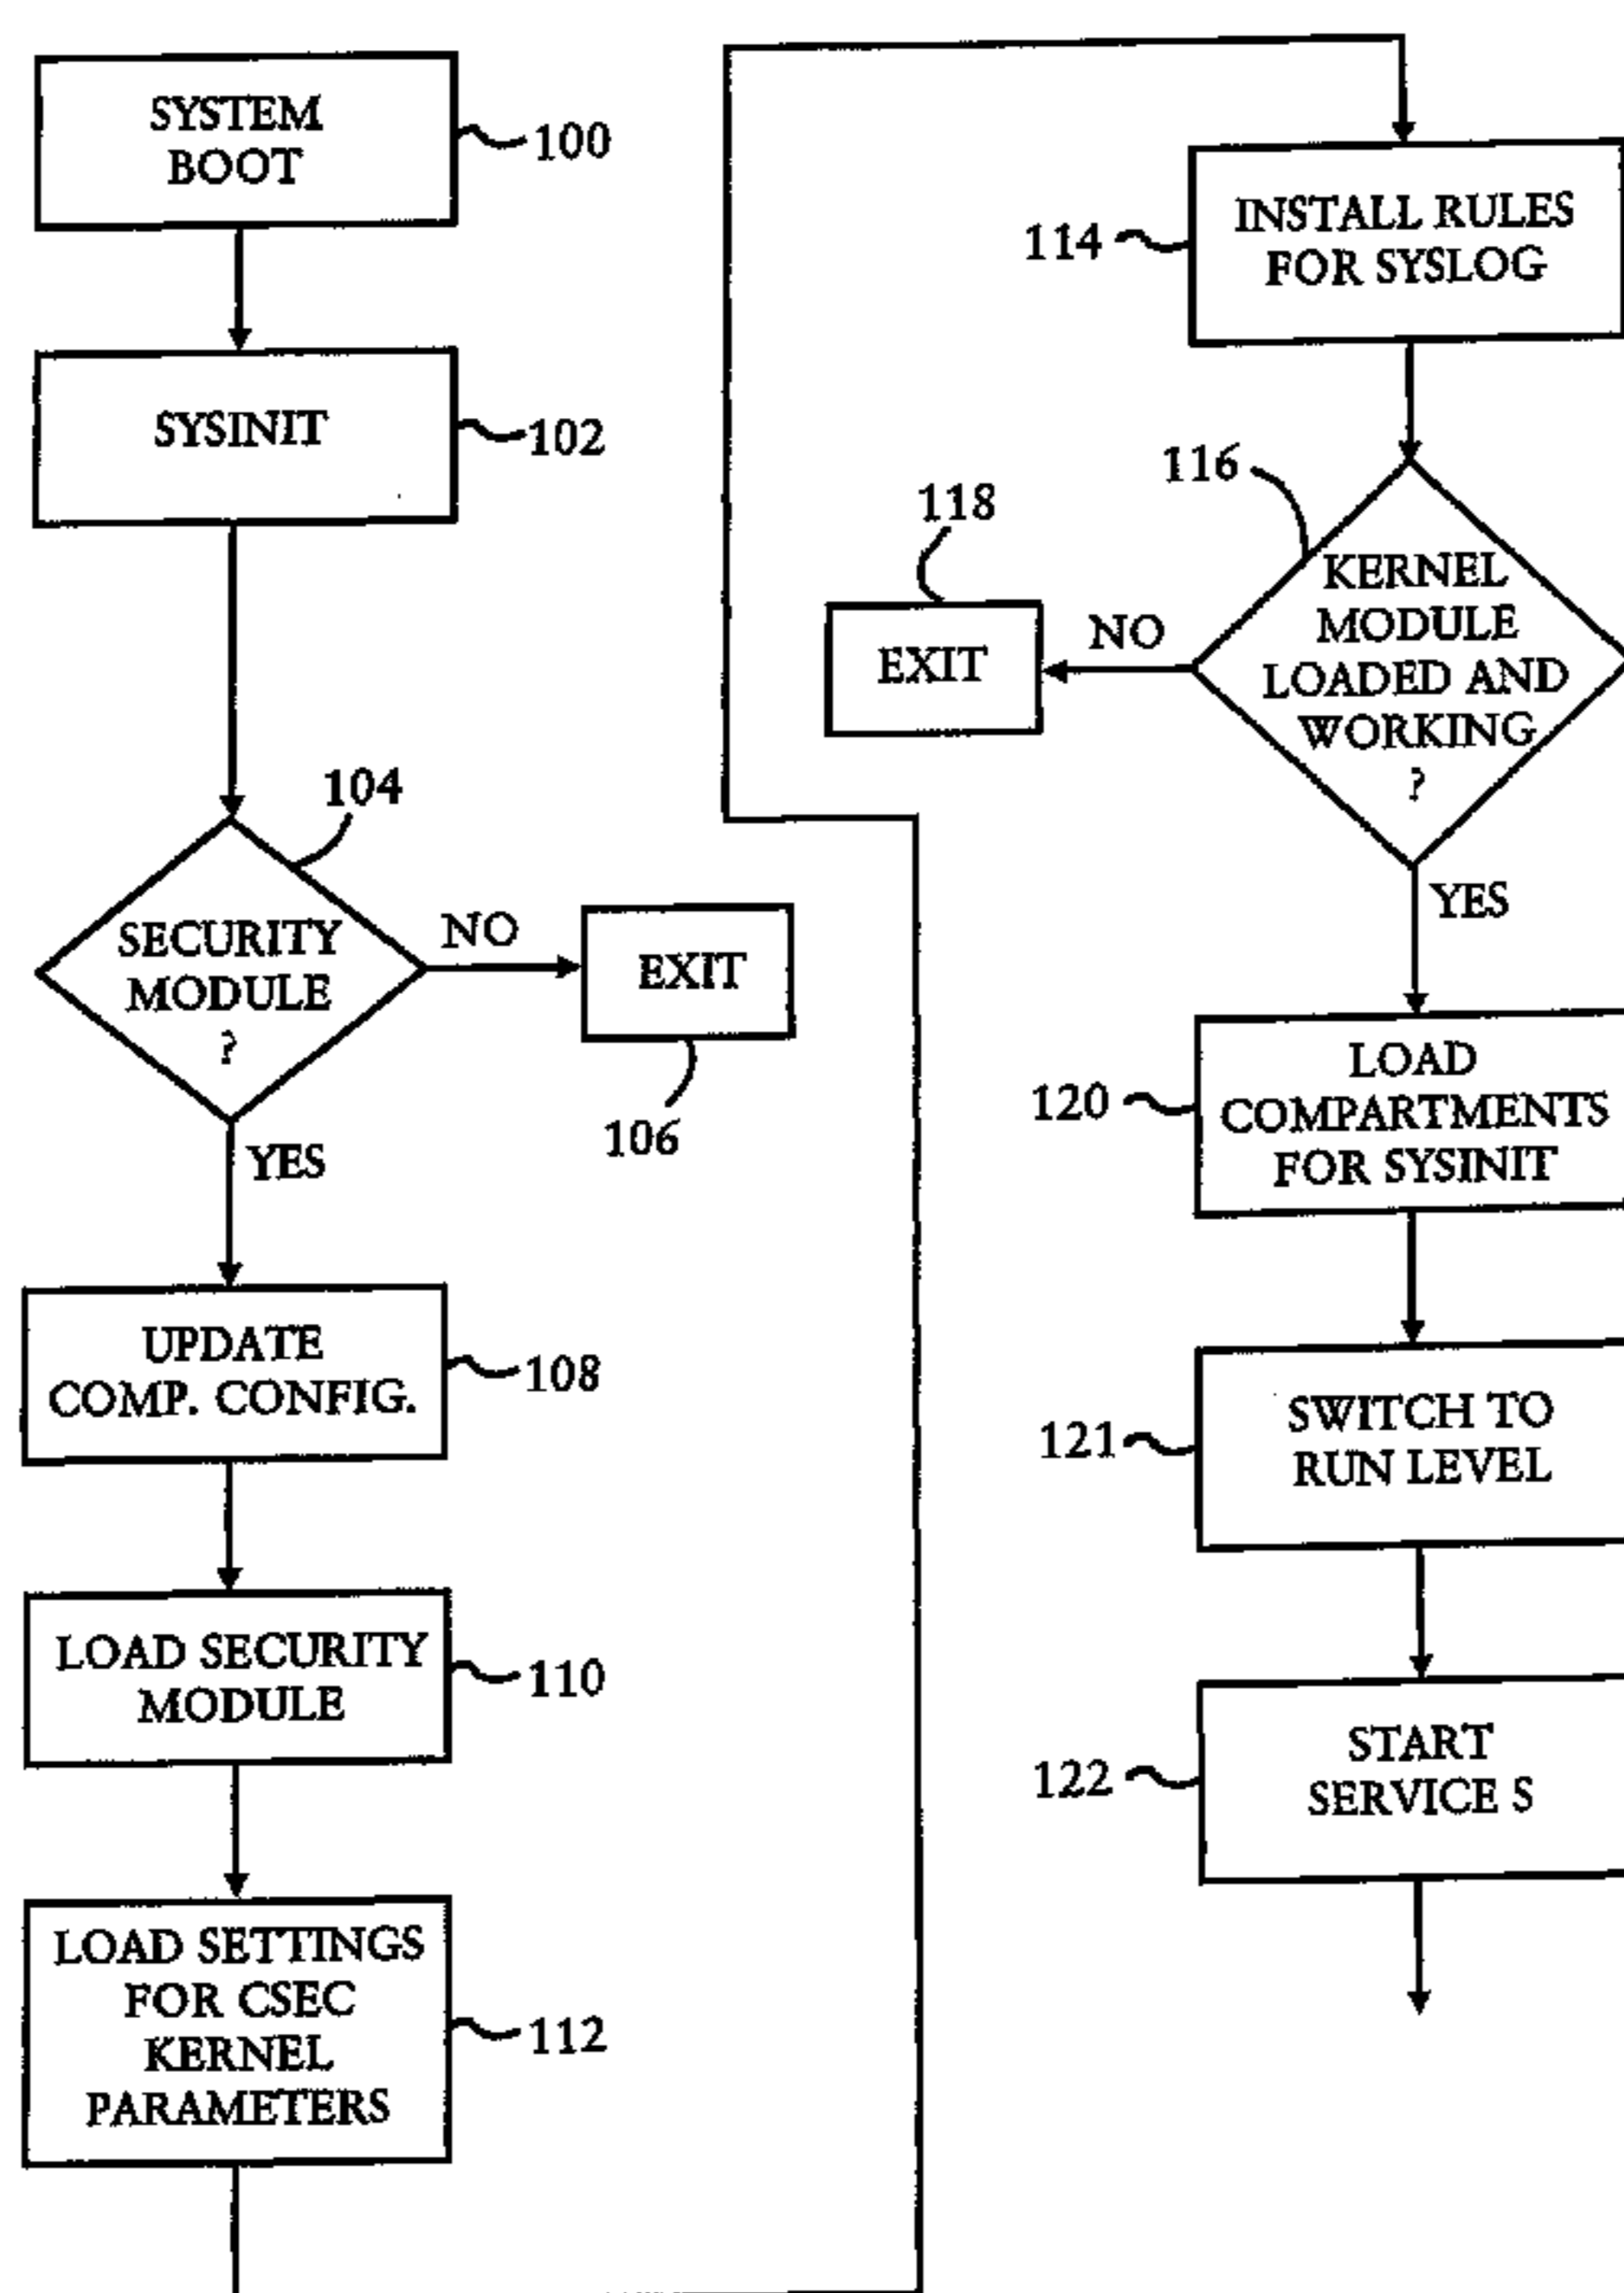 SYSTEM
BOOT
100
SYSINIT
102
104
SECURITY
MODULE
?
NO
EXIT
106
YES
UPDATE
COMP. CONFIG.
108
LOAD SECURITY
MODULE
110
LOAD SETTINGS
FOR CSEC
KERNEL
PARAMETERS
112
INSTALL RULES
FOR SYSLOG
114
116
KERNEL
MODULE
LOADED AND
WORKING
?
NO
118
EXIT
YES
LOAD
COMPARTMENTS
FOR SYSINIT
120
SWITCH TO
RUN LEVEL
121
START
SERVICE S
122